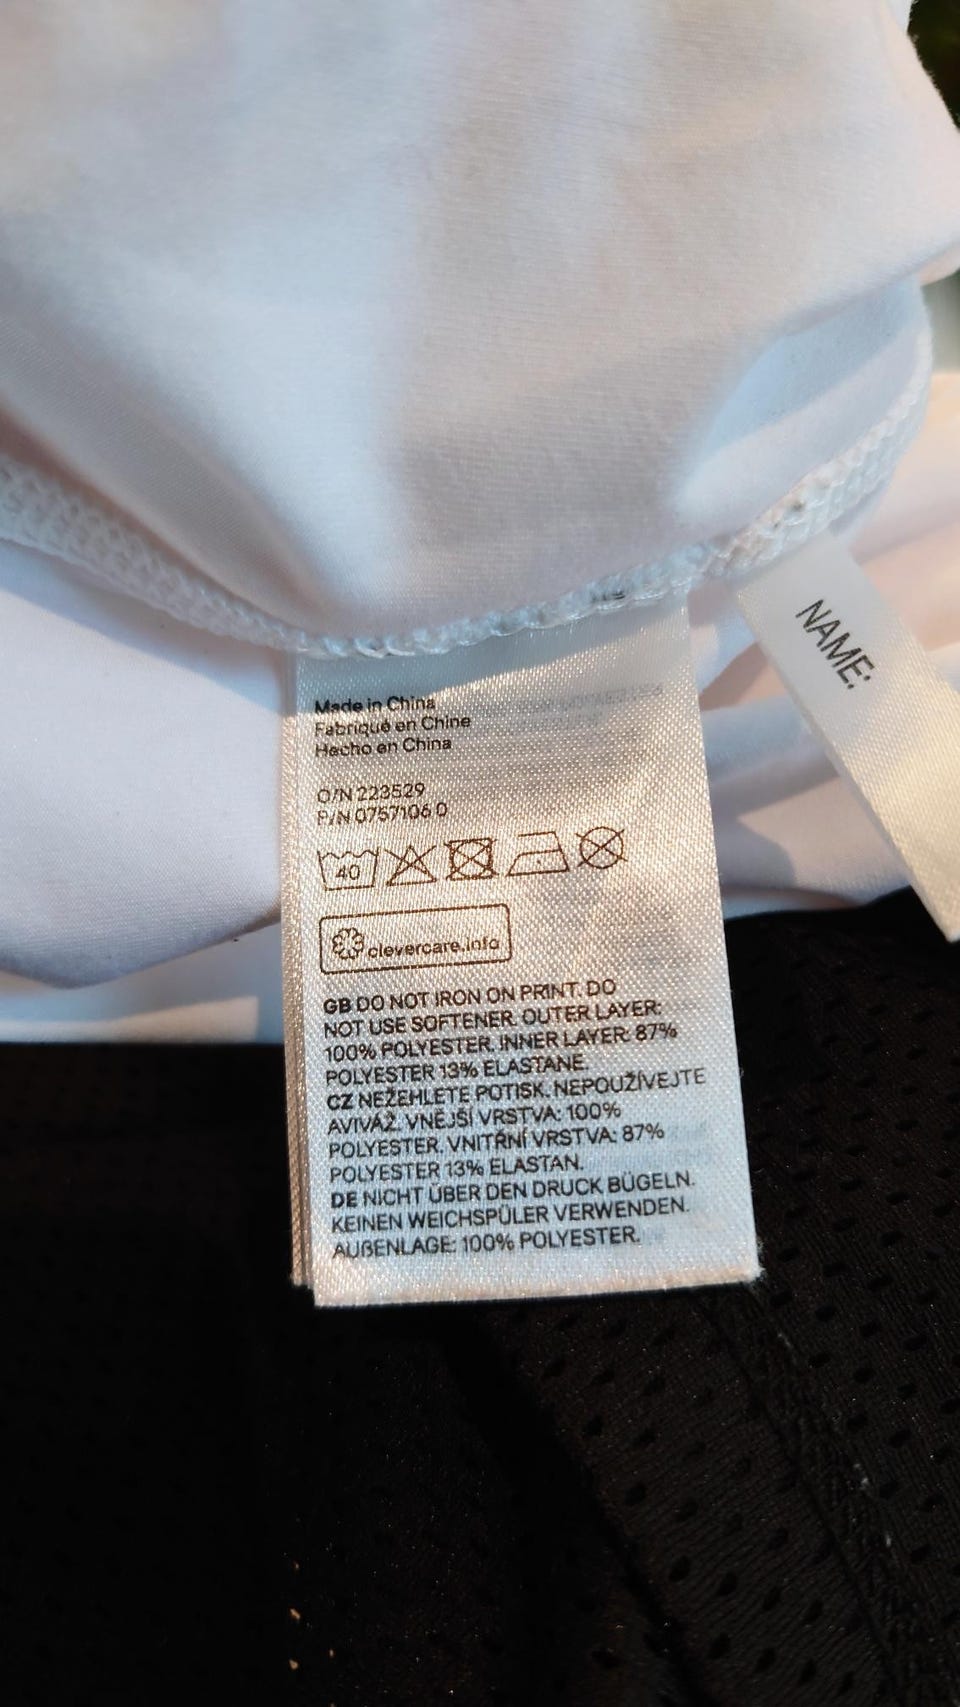 Made in China
Fabriqué en Chine
Hecho en China
O/N 223529
P/N 0757106 0
40
clevercare.info
GB DO NOT IRON ON PRINT. DO
NOT USE SOFTENER. OUTER LAYER:
100% POLYESTER. INNER LAYER: 87%
POLYESTER 13% ELASTANE.
CZ NEŽEHLETE POTISK. NEPOUŽÍVEJTE
AVIVÁŽ. VNĚJŠÍ VRSTVA: 100%
POLYESTER. VNITŘNÍ VRSTVA: 87%
POLYESTER 13% ELASTAN.
DE NICHT ÜBER DEN DRUCK BÜGELN.
KEINEN WEICHSPÜLER VERWENDEN.
AUßENLAGE: 100% POLYESTER.
NAME: